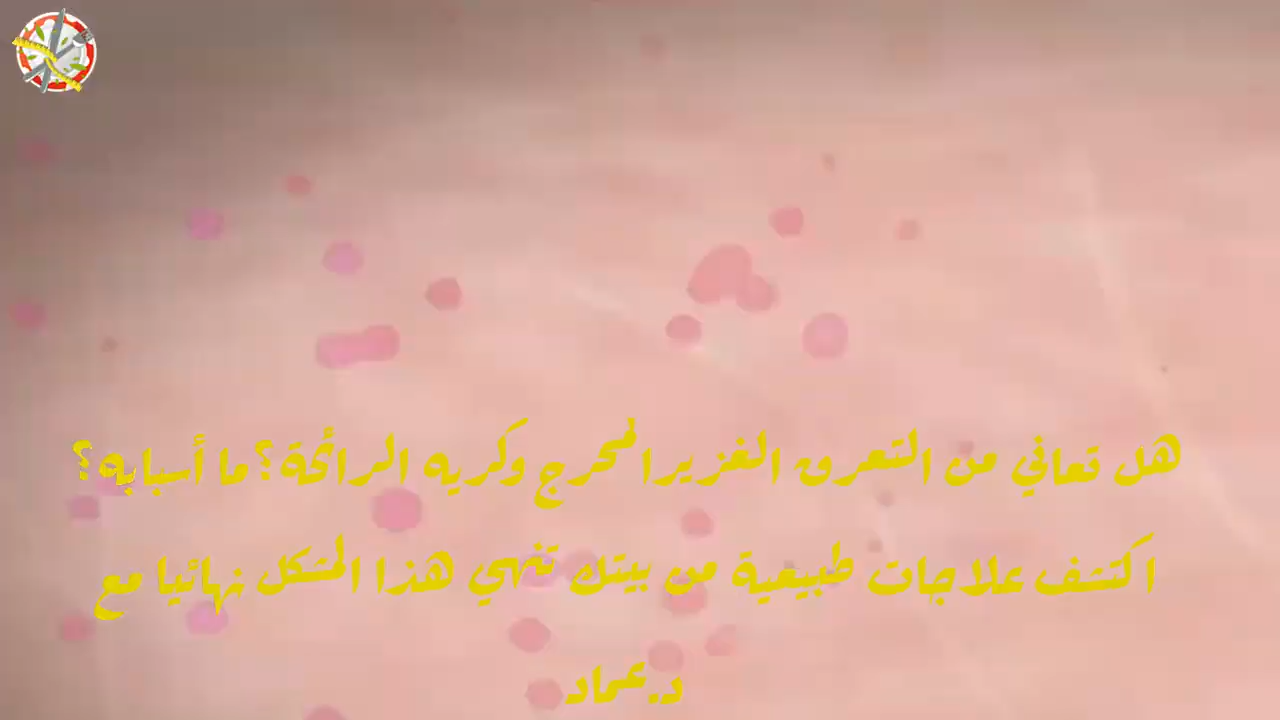 هل تعاني من التعرق الغزير المحرج وكريه الرائحة؟ ما أسبابه؟
اكتشف علاجات طبيعية من بيتك تنهي هذا المشكل نهائيا مع
د.عماد